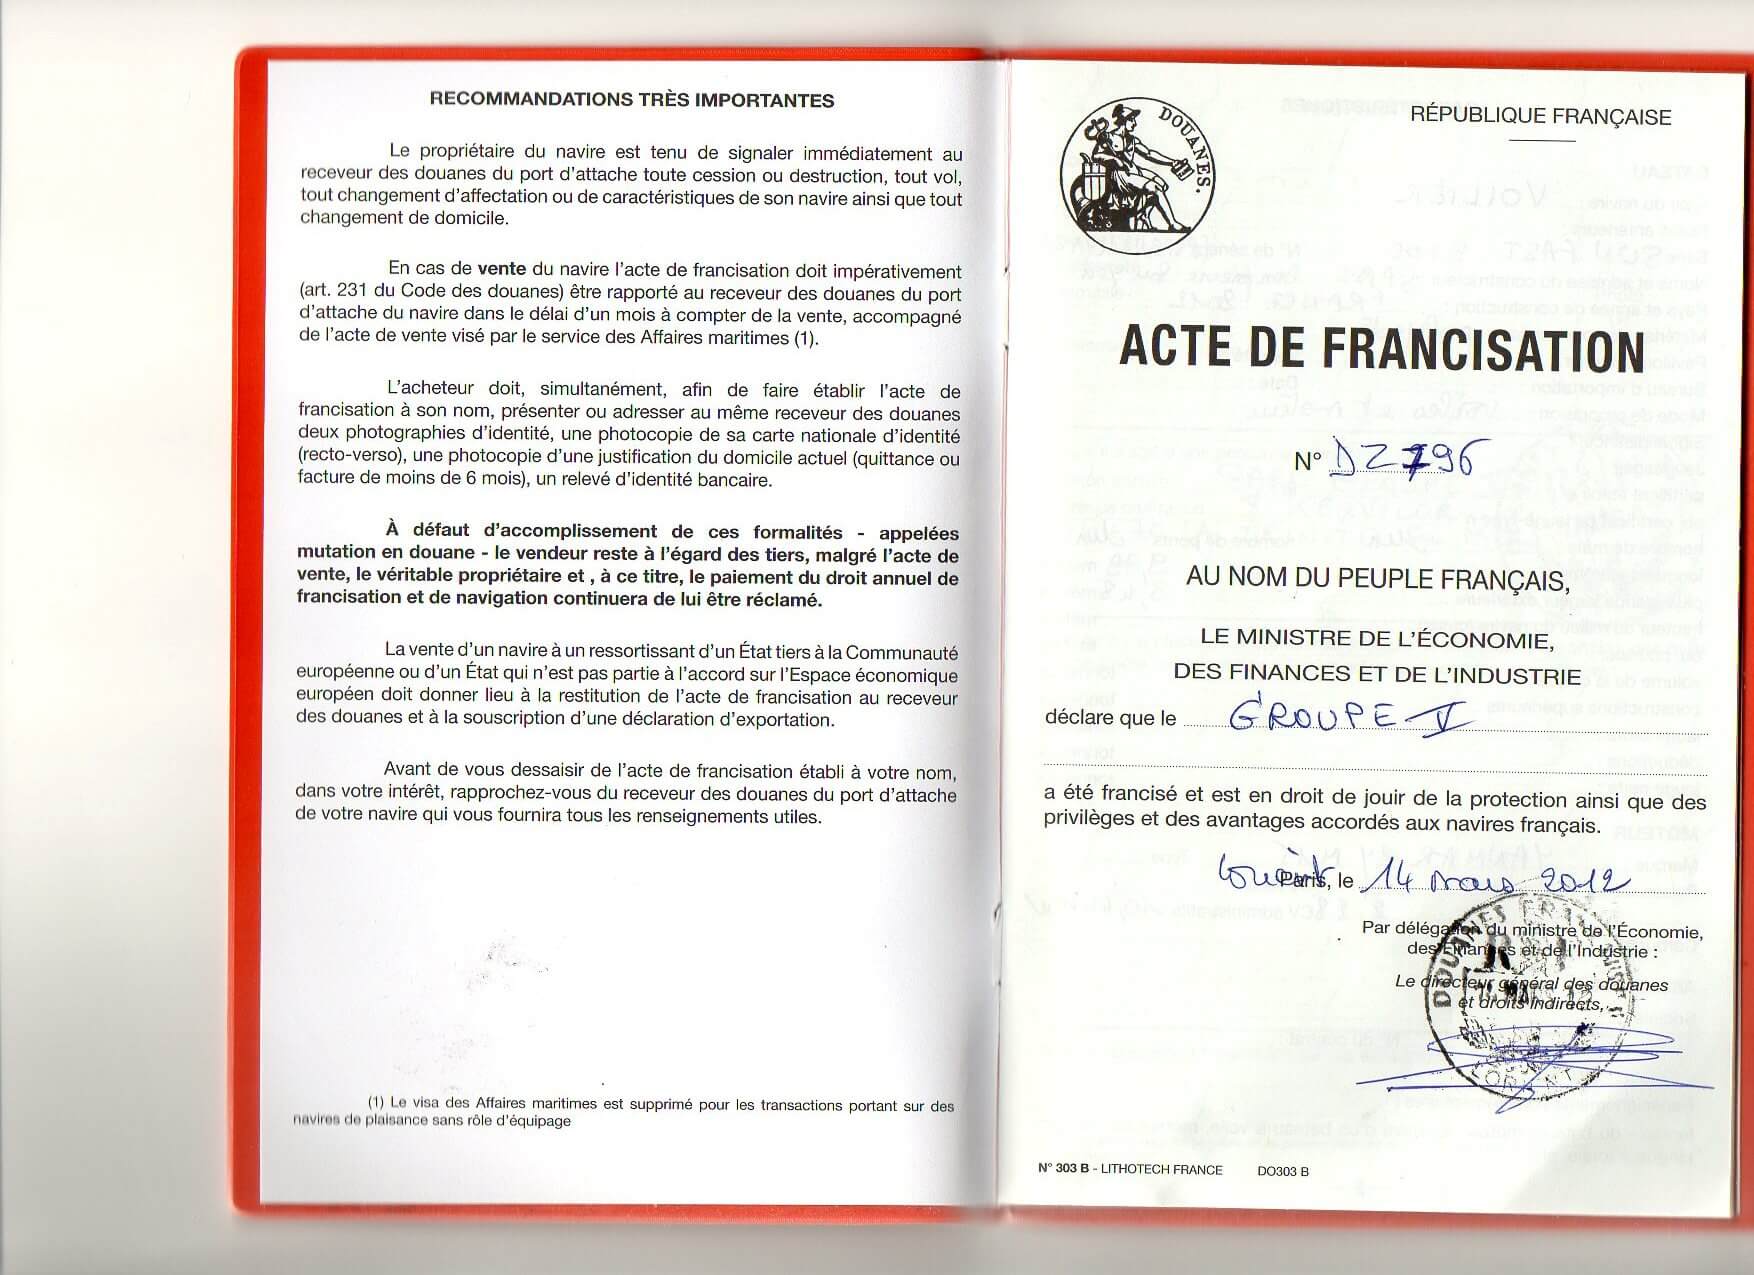 RECOMMANDATIONS TRÈS IMPORTANTES
Le propriétaire du navire est tenu de signaler immédiatement au
receveur des douanes du port d'attache toute cession ou destruction, tout vol,
tout changement d'affectation ou de caractéristiques de son navire ainsi que tout
changement de domicile.
En cas de vente du navire l'acte de francisation doit impérativement
(art. 231 du Code des douanes) être rapporté au receveur des douanes du port
d'attache du navire dans le délai d'un mois à compter de la vente, accompagné
de l'acte de vente visé par le service des Affaires maritimes (1).
L'acheteur doit, simultanément, afin de faire établir l'acte de
francisation à son nom, présenter ou adresser au même receveur des douanes
deux photographies d'identité, une photocopie de sa carte nationale d'identité
(recto-verso), une photocopie d'une justification du domicile actuel (quittance ou
facture de moins de 6 mois), un relevé d'identité bancaire.
À défaut d'accomplissement de ces formalités - appelées
mutation en douane - le vendeur reste à l'égard des tiers, malgré l'acte de
vente, le véritable propriétaire et , à ce titre, le paiement du droit annuel de
francisation et de navigation continuera de lui être réclamé.
La vente d'un navire à un ressortissant d'un État tiers à la Communauté
européenne ou d'un État qui n'est pas partie à l'accord sur l'Espace économique
européen doit donner lieu à la restitution de l'acte de francisation au receveur
des douanes et à la souscription d'une déclaration d'exportation.
Avant de vous dessaisir de l'acte de francisation établi à votre nom,
dans votre intérêt, rapprochez-vous du receveur des douanes du port d'attache
de votre navire qui vous fournira tous les renseignements utiles.
(1) Le visa des Affaires maritimes est supprimé pour les transactions portant sur des
navires de plaisance sans rôle d'équipage
DOUANES.
RÉPUBLIQUE FRANÇAISE
ACTE DE FRANCISATION
N° DZ 796
AU NOM DU PEUPLE FRANÇAIS,
LE MINISTRE DE L'ÉCONOMIE,
DES FINANCES ET DE L'INDUSTRIE
déclare que le GROUPE V
a été francisé et est en droit de jouir de la protection ainsi que des
privilèges et des avantages accordés aux navires français.
Lorient Paris, le 14 mars 2012
Par délégation du ministre de l'Économie,
des Finances et de l'Industrie :
Le directeur général des douanes
et droits indirects,
DOUANES FRANÇAISES
LORIENT
N° 303 B - LITHOTECH FRANCE DO303 B